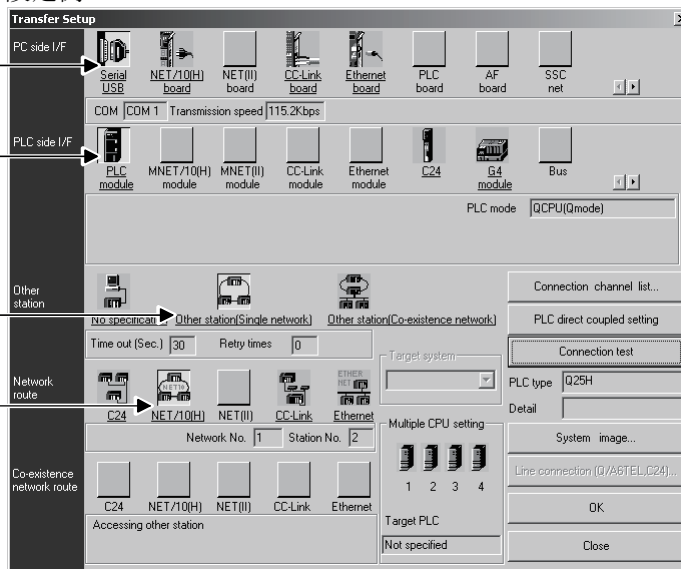 Transfer Setup
PC side I/F
Serial USB
NET/10(H) board
NET(II) board
CC-Link board
Ethernet board
PLC board
AF board
SSC net
COM COM 1 Transmission speed 115.2Kbps
PLC side I/F
PLC module
MNET/10(H) module
MNET(II) module
CC-Link module
Ethernet module
C24
G4 module
Bus
PLC mode QCPU(Qmode)
Other station
No specification
Other station(Single network)
Other station(Co-existence network)
Time out (Sec.) 30 Retry times 0
Connection channel list...
PLC direct coupled setting
Connection test
Target system
PLC type Q25H
Detail
Network route
C24
NET/10(H)
NET(II)
CC-Link
Ethernet
Network No. 1 Station No. 2
Multiple CPU setting
1 2 3 4
Target PLC
Not specified
System image...
Line connection (Q/A6TEL,C24)...
OK
Close
Co-existence network route
C24
NET/10(H)
NET(II)
CC-Link
Ethernet
Accessing other station